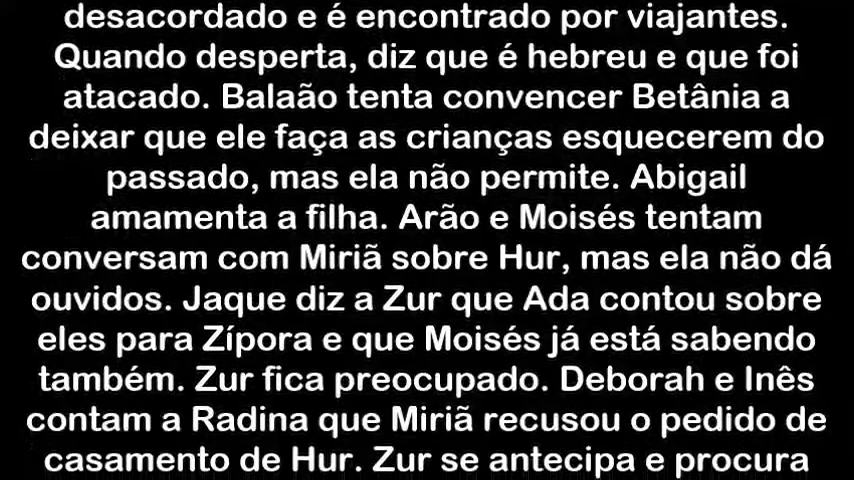 desacordado e é encontrado por viajantes.
Quando desperta, diz que é hebreu e que foi
atacado. Balaão tenta convencer Betânia a
deixar que ele faça as crianças esquecerem do
passado, mas ela não permite. Abigail
amamenta a filha. Arão e Moisés tentam
conversam com Miriã sobre Hur, mas ela não dá
ouvidos. Jaque diz a Zur que Ada contou sobre
eles para Zípora e que Moisés já está sabendo
também. Zur fica preocupado. Deborah e Inês
contam a Radina que Miriã recusou o pedido de
casamento de Hur. Zur se antecipa e procura